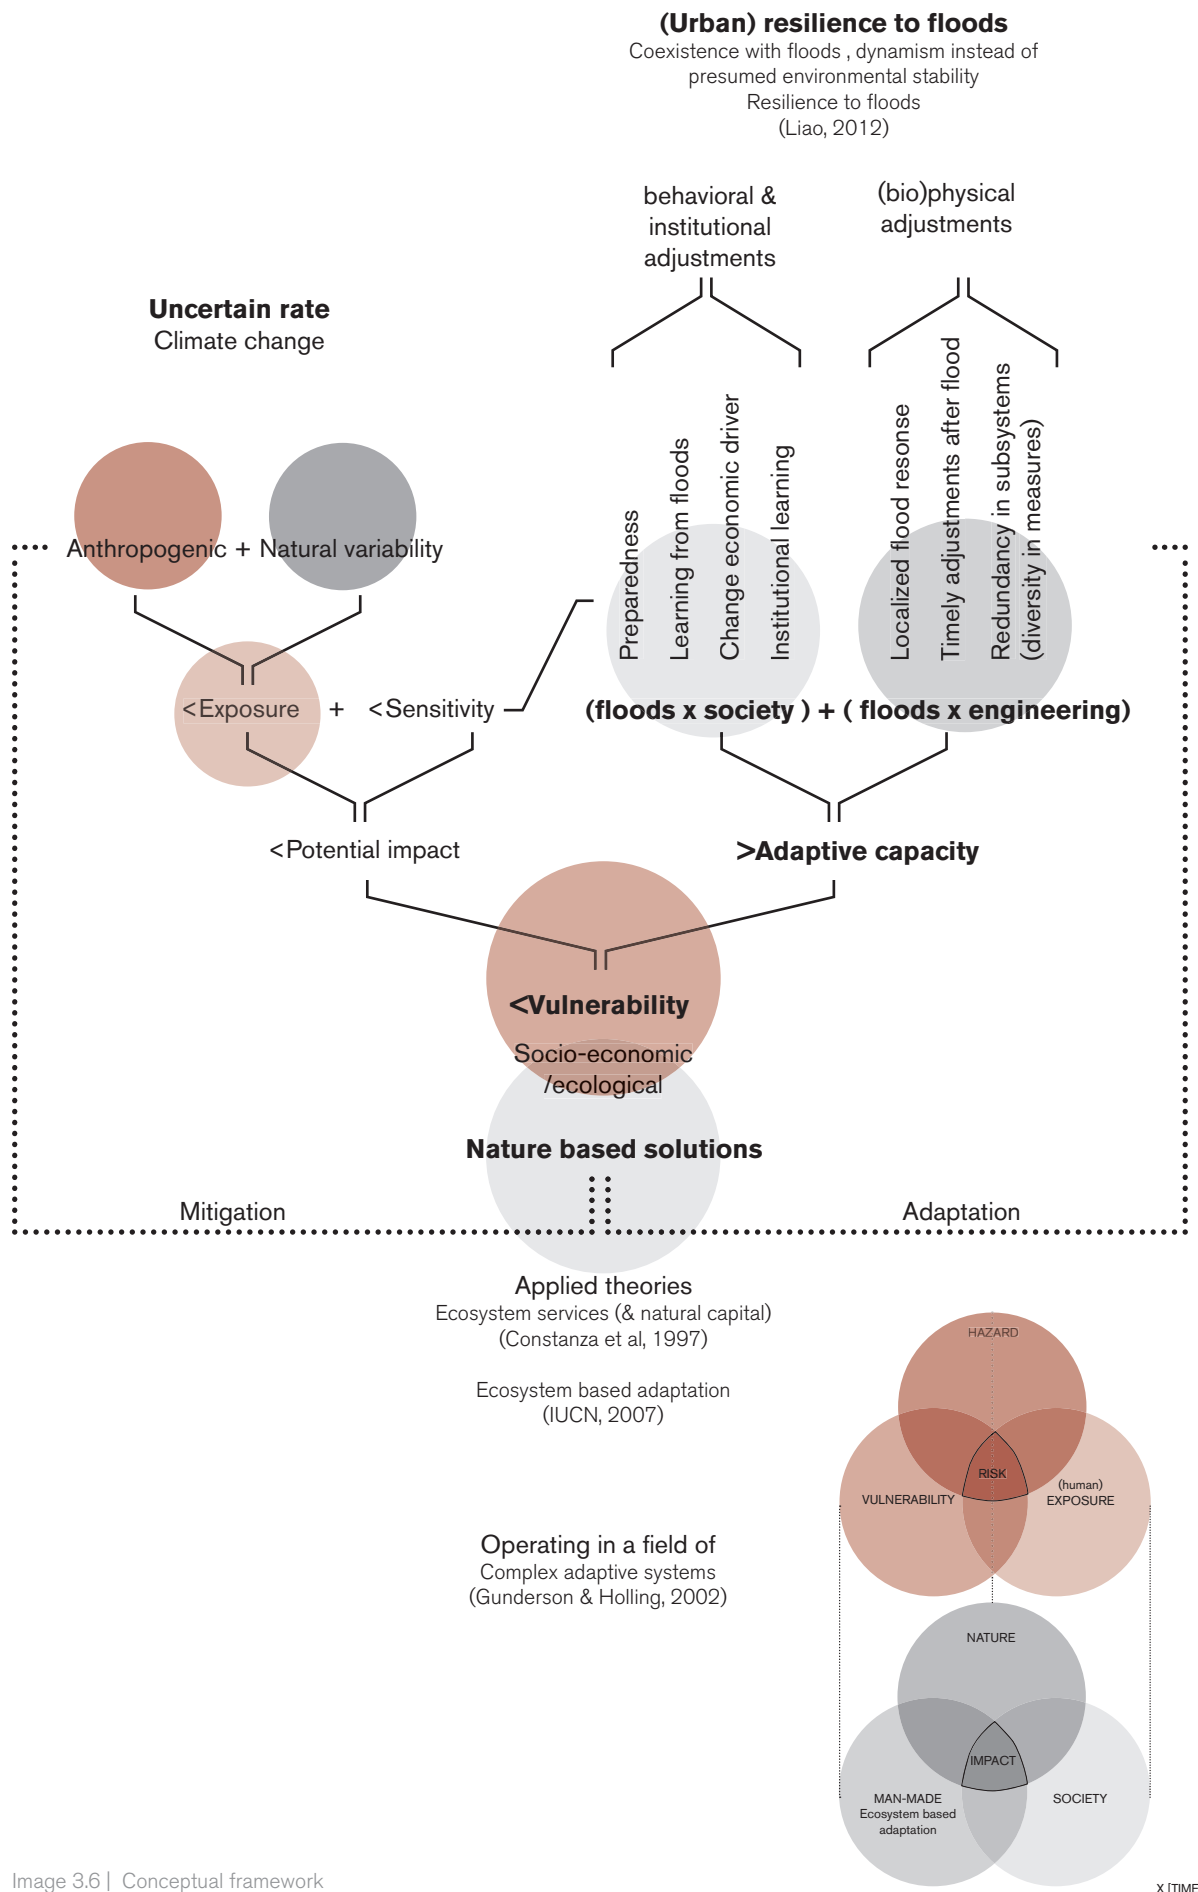 (Urban) resilience to floods
Coexistence with floods , dynamism instead of
presumed environmental stability
Resilience to floods
(Liao, 2012)
behavioral &
institutional
adjustments
(bio)physical
adjustments
Uncertain rate
Climate change
Preparedness
Learning from floods
Change economic driver
Institutional learning
Localized flood resonse
Timely adjustments after flood
Redundancy in subsystems
(diversity in measures)
Anthropogenic + Natural variability
<Exposure + <Sensitivity
(floods x society ) + ( floods x engineering)
<Potential impact
>Adaptive capacity
<Vulnerability
Socio-economic
/ecological
Nature based solutions
Mitigation
Adaptation
Applied theories
Ecosystem services (& natural capital)
(Constanza et al, 1997)
Ecosystem based adaptation
(IUCN, 2007)
HAZARD
RISK
VULNERABILITY
(human)
EXPOSURE
Operating in a field of
Complex adaptive systems
(Gunderson & Holling, 2002)
NATURE
IMPACT
MAN-MADE
Ecosystem based
adaptation
SOCIETY
Image 3.6 | Conceptual framework
X [TIME